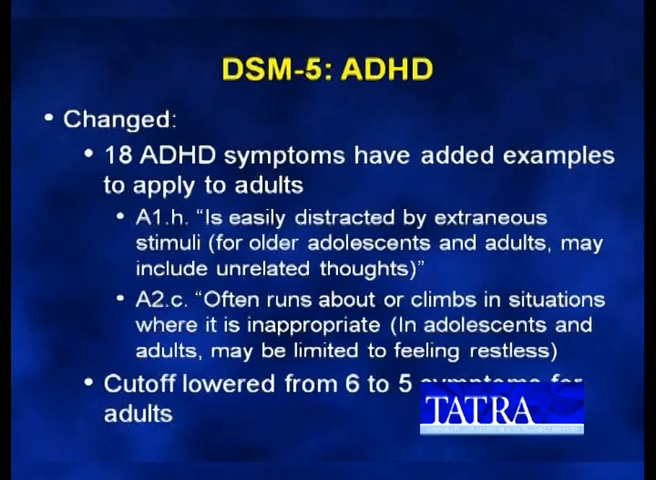 DSM-5: ADHD
• Changed:
• 18 ADHD symptoms have added examples
to apply to adults
• A1.h. “Is easily distracted by extraneous
stimuli (for older adolescents and adults, may
include unrelated thoughts)”
• A2.c. “Often runs about or climbs in situations
where it is inappropriate (In adolescents and
adults, may be limited to feeling restless)
• Cutoff lowered from 6 to 5 symptoms for
adults
TATRA